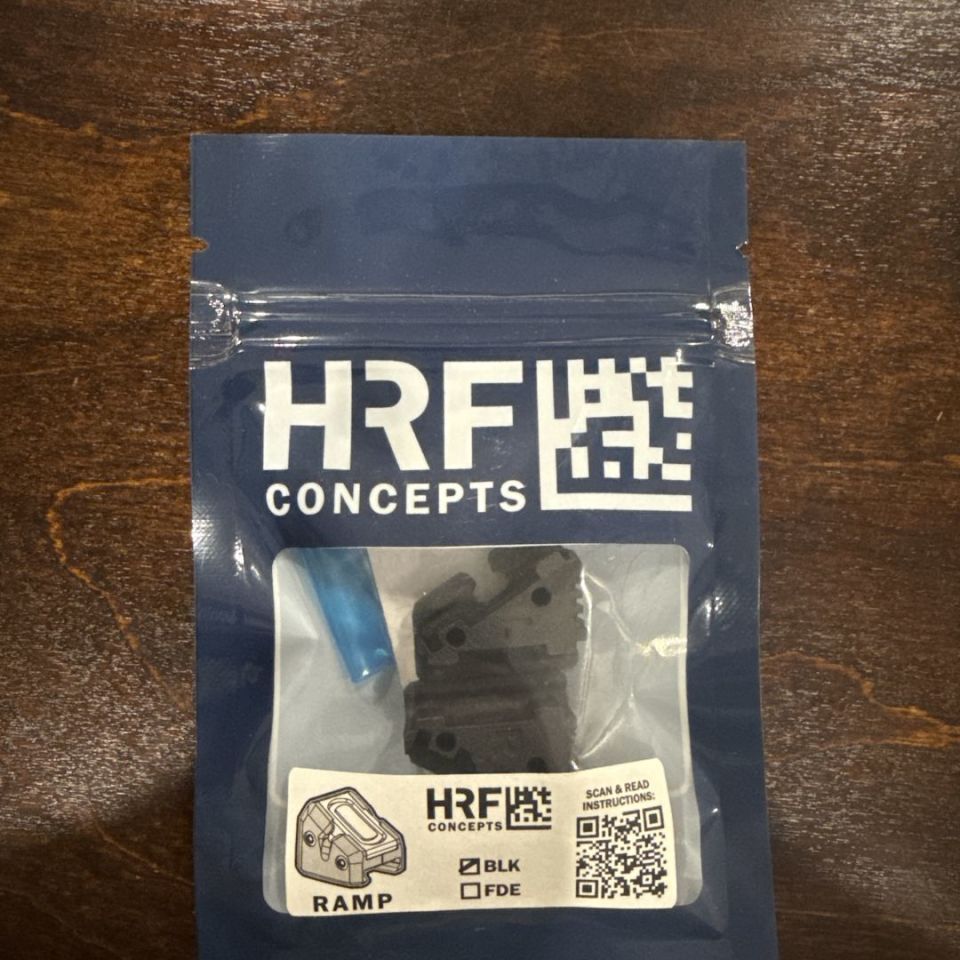 HRF
CONCEPTS
HRF
CONCEPTS
SCAN & READ
INSTRUCTIONS:
BLK
FDE
RAMP